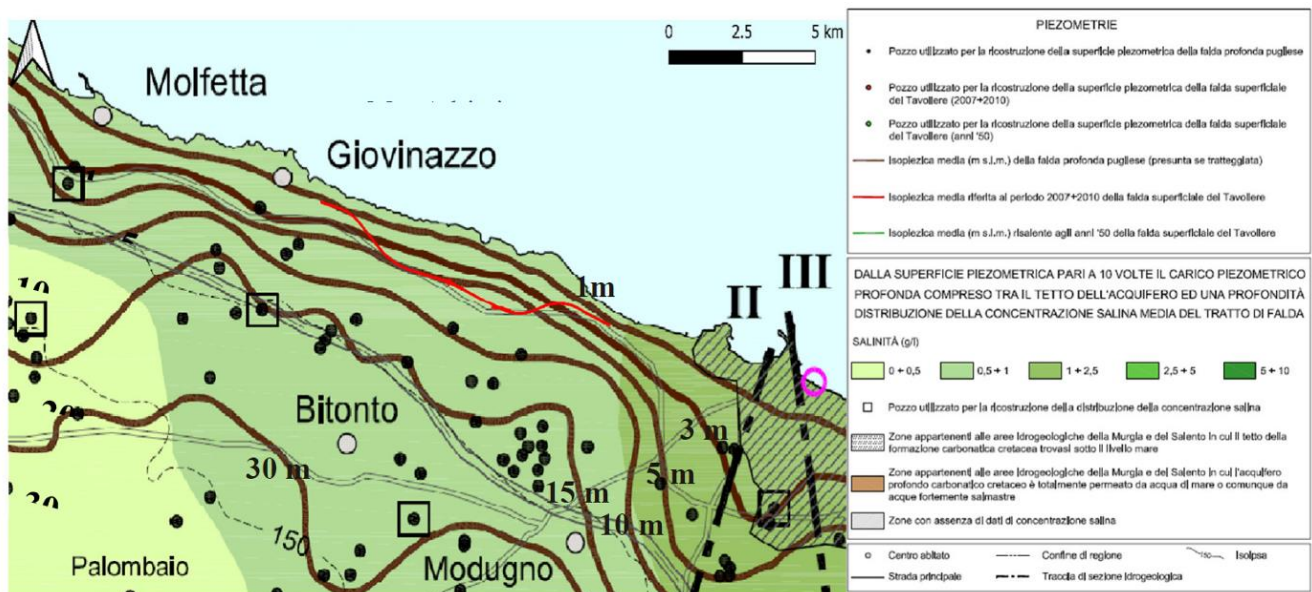 0 2.5 5 km
Molfetta
Giovinazzo
1m
II
III
Bitonto
30 m
3 m
5 m
15 m
10 m
150
Palombaio
Modugno
PIEZOMETRIE
Pozzo utilizzato per la ricostruzione della superficie piezometrica della falda profonda pugliese
Pozzo utilizzato per la ricostruzione della superficie piezometrica della falda superficiale
del Tavoliere (2007÷2010)
Pozzo utilizzato per la ricostruzione della superficie piezometrica della falda superficiale
del Tavoliere (anni '50)
Isopiezica media (m s.l.m.) della falda profonda pugliese (presunta se tratteggiata)
Isopiezica media riferita al periodo 2007÷2010 della falda superficiale del Tavoliere
Isopiezica media (m s.l.m.) risalente agli anni '50 della falda superficiale del Tavoliere
DALLA SUPERFICIE PIEZOMETRICA PARI A 10 VOLTE IL CARICO PIEZOMETRICO
PROFONDA COMPRESO TRA IL TETTO DELL'ACQUIFERO ED UNA PROFONDITÀ
DISTRIBUZIONE DELLA CONCENTRAZIONE SALINA MEDIA DEL TRATTO DI FALDA
SALINITÀ (g/l)
0 ÷ 0,5 0,5 ÷ 1 1 ÷ 2,5 2,5 ÷ 5 5 ÷ 10
Pozzo utilizzato per la ricostruzione della distribuzione della concentrazione salina
Zone appartenenti alle aree idrogeologiche della Murgia e del Salento in cui il tetto della
formazione carbonatica cretacea trovasi sotto il livello mare
Zone appartenenti alle aree idrogeologiche della Murgia e del Salento in cui l'acquifero
profondo carbonatico cretaceo è totalmente permeato da acqua di mare o comunque da
acque fortemente salmastre
Zone con assenza di dati di concentrazione salina
Centro abitato Confine di regione Isoipsa
Strada principale Traccia di sezione idrogeologica